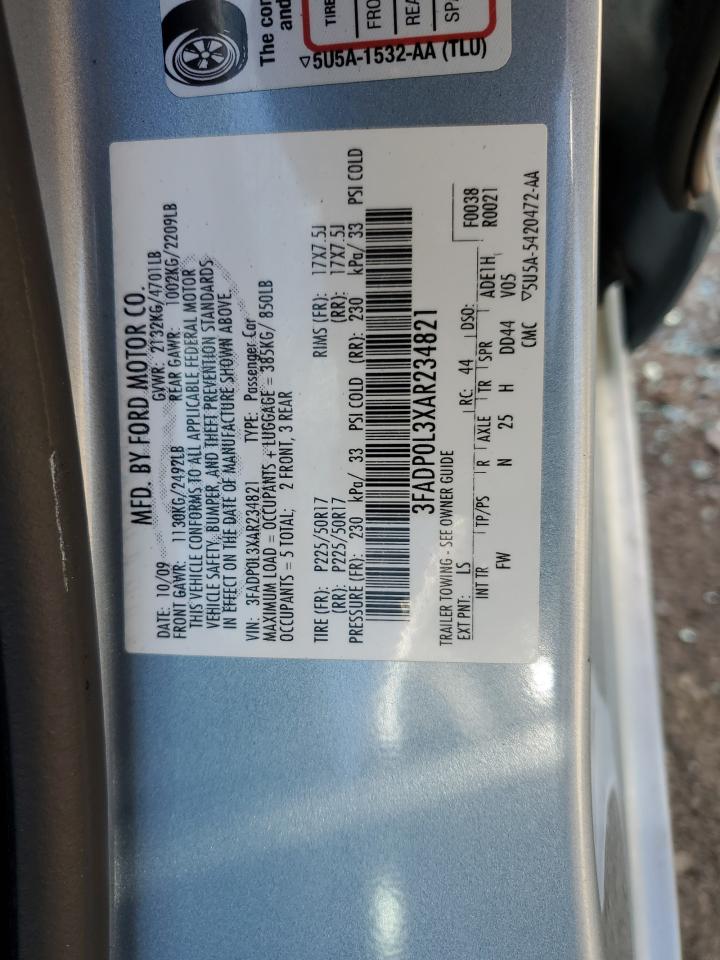 MFD. BY FORD MOTOR CO.
DATE: 10/09 GVWR: 2132KG/4701LB
FRONT GAWR: 1130KG/2492LB REAR GAWR: 1002KG/2209LB
THIS VEHICLE CONFORMS TO ALL APPLICABLE FEDERAL MOTOR
VEHICLE SAFETY, BUMPER, AND THEFT PREVENTION STANDARDS
IN EFFECT ON THE DATE OF MANUFACTURE SHOWN ABOVE.
VIN: 3FADP0L3XAR234821 TYPE: Passenger Car
MAXIMUM LOAD = OCCUPANTS + LUGGAGE = 385KG/ 850LB
OCCUPANTS = 5 TOTAL; 2 FRONT, 3 REAR
TIRE (FR): P225/50R17 RIMS (FR): 17X7.5J
(RR): P225/50R17 (RR): 17X7.5J
PRESSURE (FR): 230 kPa/ 33 PSI COLD (RR): 230 kPa/ 33 PSI COLD
3FADP0L3XAR234821
TRAILER TOWING - SEE OWNER GUIDE
EXT PNT: LS RC: 44 DSO: F0038
R0021
INT TR TP/PS R AXLE TR SPR ADE1H
FW N 25 H DD44 V05
CMC ▽5U5A-5420472-AA
The com
and
TIRE
FRO
REA
SPA
▽5U5A-1532-AA (TLU)